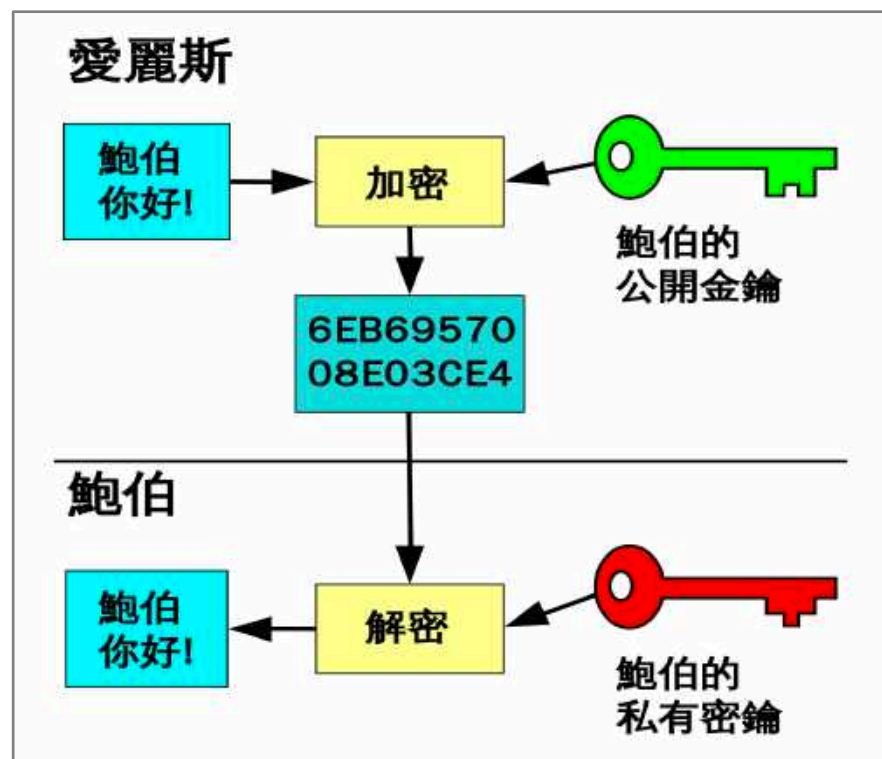 愛麗斯
鮑伯
你好!
加密
鮑伯的
公開金鑰
6EB69570
08E03CE4
鮑伯
鮑伯
你好!
解密
鮑伯的
私有密鑰